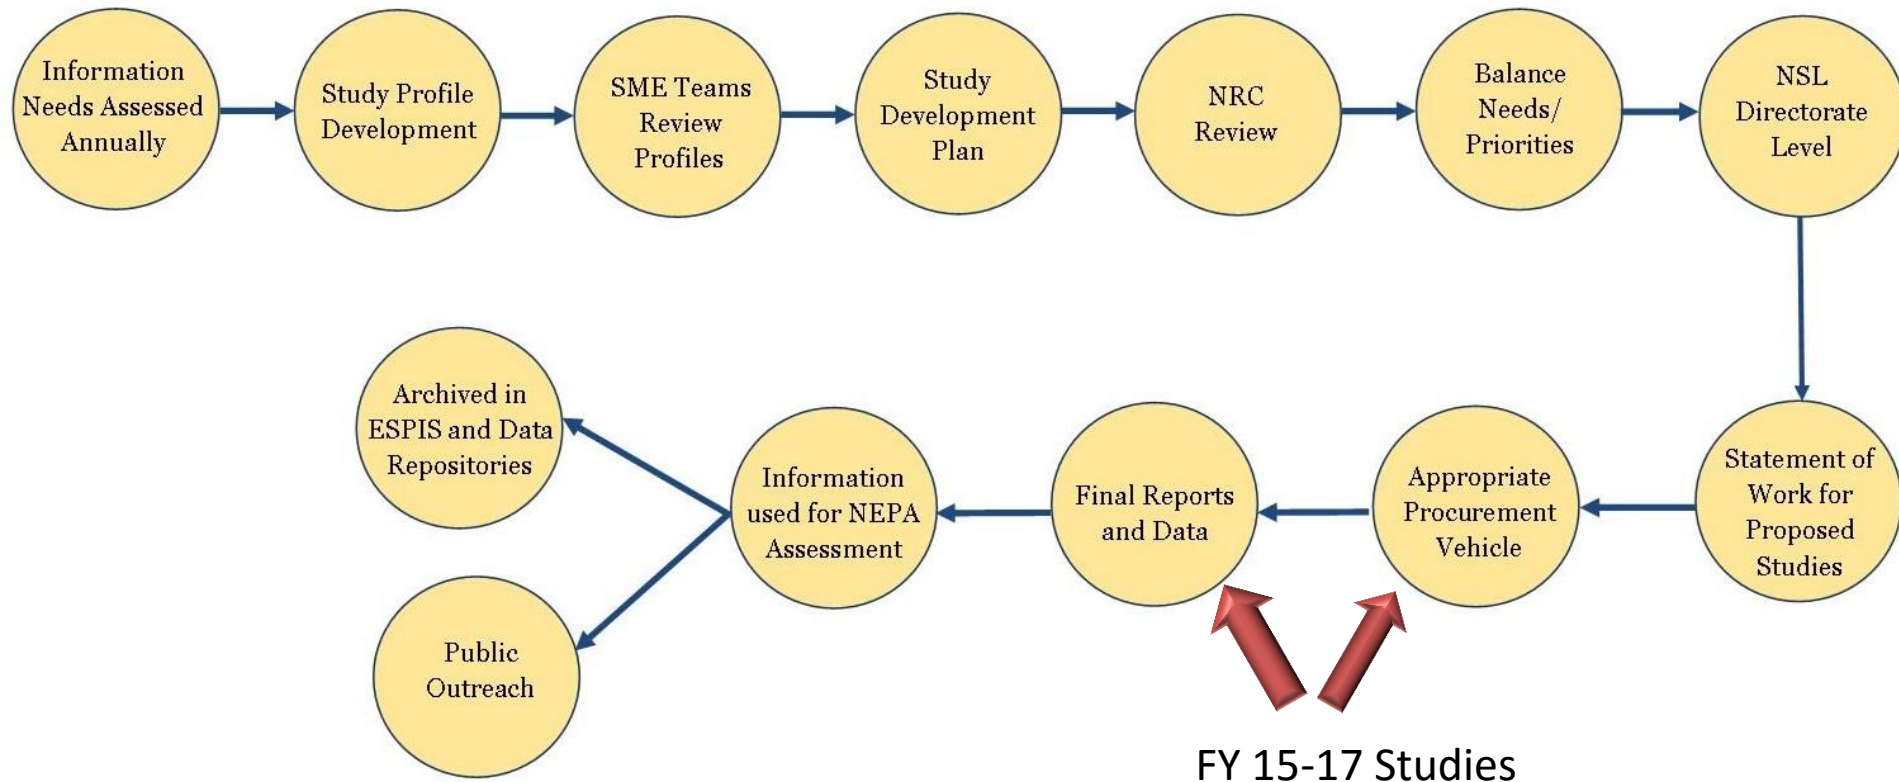 Information
Needs Assessed
Annually
Study Profile
Development
SME Teams
Review
Profiles
Study
Development
Plan
NRC
Review
Balance
Needs/
Priorities
NSL
Directorate
Level
Statement of
Work for
Proposed
Studies
Appropriate
Procurement
Vehicle
Final Reports
and Data
Information
used for NEPA
Assessment
Archived in
ESPIS and Data
Repositories
Public
Outreach
FY 15-17 Studies